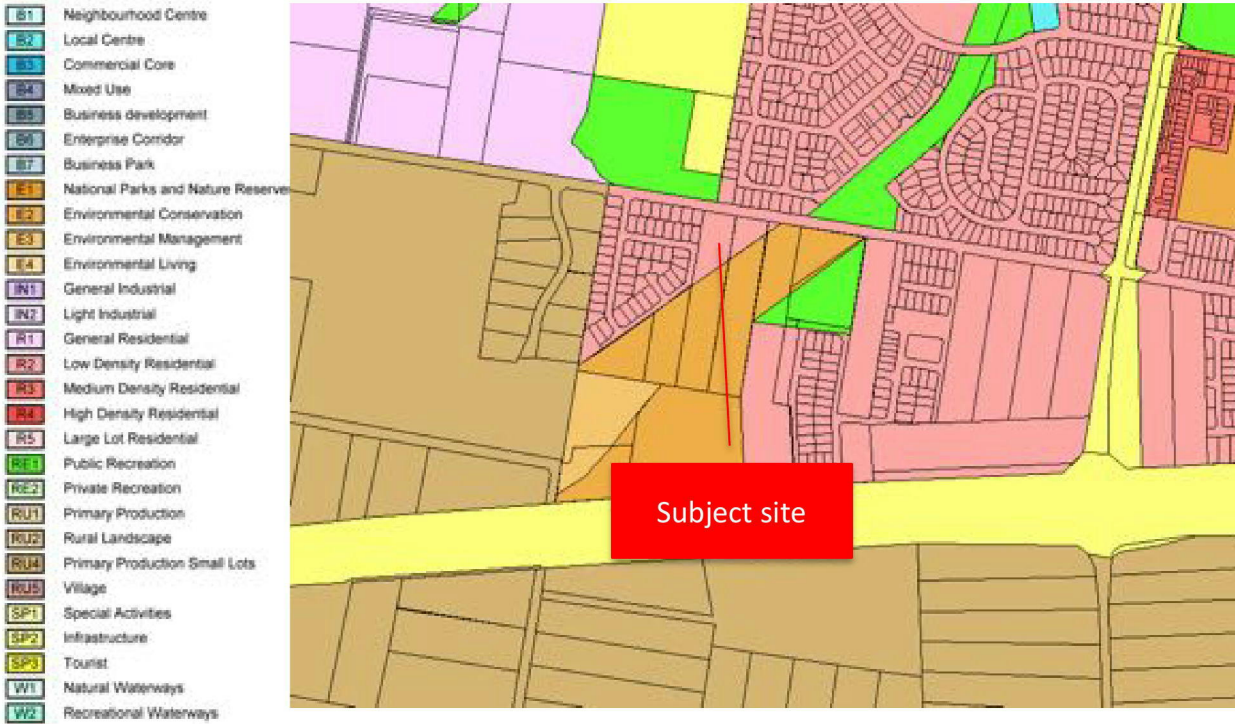 B1 Neighbourhood Centre
B2 Local Centre
B3 Commercial Core
B4 Mixed Use
B5 Business development
B6 Enterprise Corridor
B7 Business Park
E1 National Parks and Nature Reserve
E2 Environmental Conservation
E3 Environmental Management
E4 Environmental Living
IN1 General Industrial
IN2 Light Industrial
R1 General Residential
R2 Low Density Residential
R3 Medium Density Residential
R4 High Density Residential
R5 Large Lot Residential
RE1 Public Recreation
RE2 Private Recreation
RU1 Primary Production
RU2 Rural Landscape
RU4 Primary Production Small Lots
RU5 Village
SP1 Special Activities
SP2 Infrastructure
SP3 Tourist
W1 Natural Waterways
W2 Recreational Waterways
Subject site